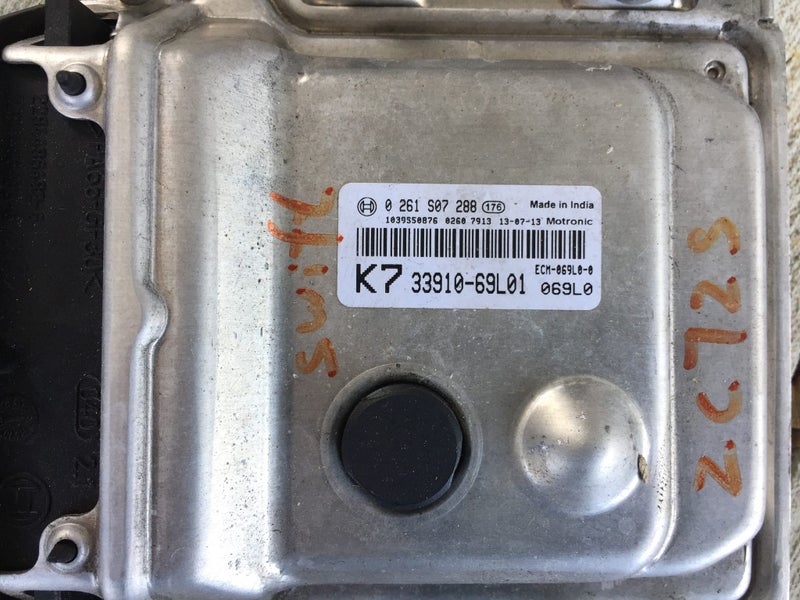 0 261 S07 288 176 Made in India
1039S50876 0260 7913 13-07-13 Motronic
ECM-069L0-0
K7 33910-69L01 069L0
swift
ZC72S